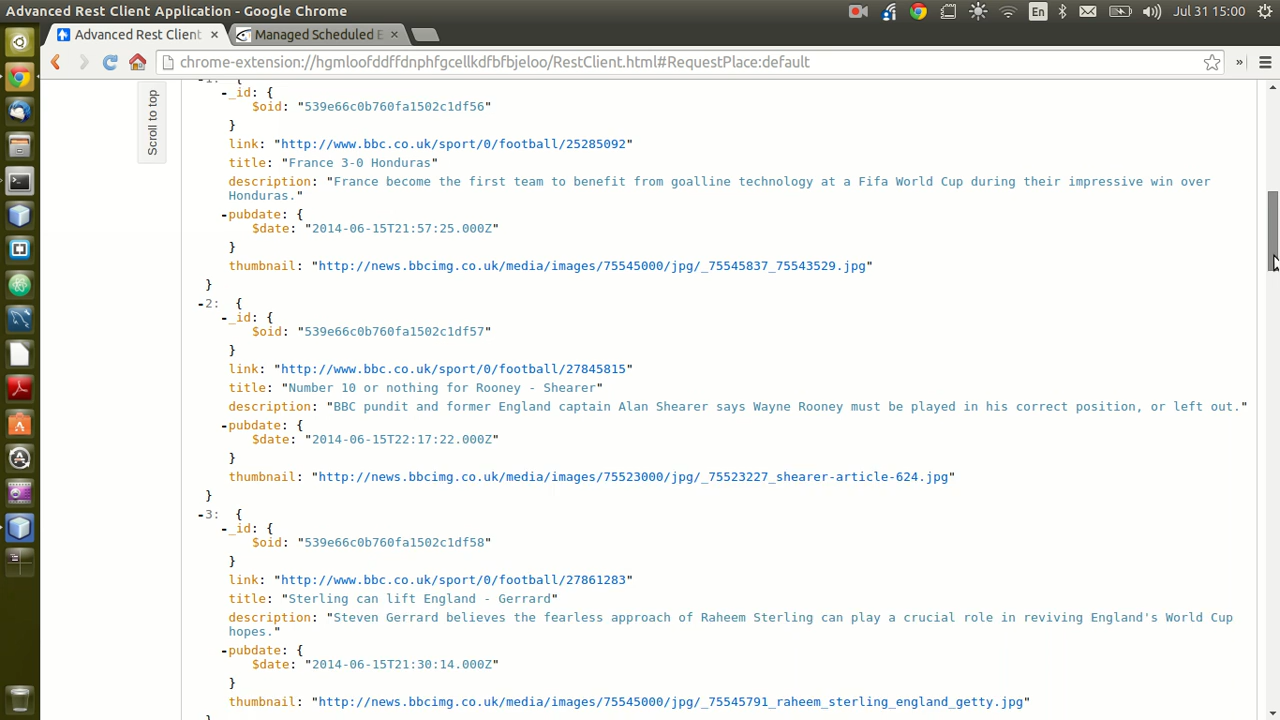 Advanced Rest Client Application - Google Chrome
En
Jul 31 15:00
Advanced Rest Client
Managed Scheduled E
chrome-extension://hgmloofddffdnphfgcellkdfbfbjeloo/RestClient.html#RequestPlace:default
Scroll to top
-1: {
-_id: {
$oid: "539e66c0b760fa1502c1df56"
}
link: "http://www.bbc.co.uk/sport/0/football/25285092"
title: "France 3-0 Honduras"
description: "France become the first team to benefit from goalline technology at a Fifa World Cup during their impressive win over
Honduras."
-pubdate: {
$date: "2014-06-15T21:57:25.000Z"
}
thumbnail: "http://news.bbcimg.co.uk/media/images/75545000/jpg/_75545837_75543529.jpg"
}
-2: {
-_id: {
$oid: "539e66c0b760fa1502c1df57"
}
link: "http://www.bbc.co.uk/sport/0/football/27845815"
title: "Number 10 or nothing for Rooney - Shearer"
description: "BBC pundit and former England captain Alan Shearer says Wayne Rooney must be played in his correct position, or left out."
-pubdate: {
$date: "2014-06-15T22:17:22.000Z"
}
thumbnail: "http://news.bbcimg.co.uk/media/images/75523000/jpg/_75523227_shearer-article-624.jpg"
}
-3: {
-_id: {
$oid: "539e66c0b760fa1502c1df58"
}
link: "http://www.bbc.co.uk/sport/0/football/27861283"
title: "Sterling can lift England - Gerrard"
description: "Steven Gerrard believes the fearless approach of Raheem Sterling can play a crucial role in reviving England's World Cup
hopes."
-pubdate: {
$date: "2014-06-15T21:30:14.000Z"
}
thumbnail: "http://news.bbcimg.co.uk/media/images/75545000/jpg/_75545791_raheem_sterling_england_getty.jpg"
}